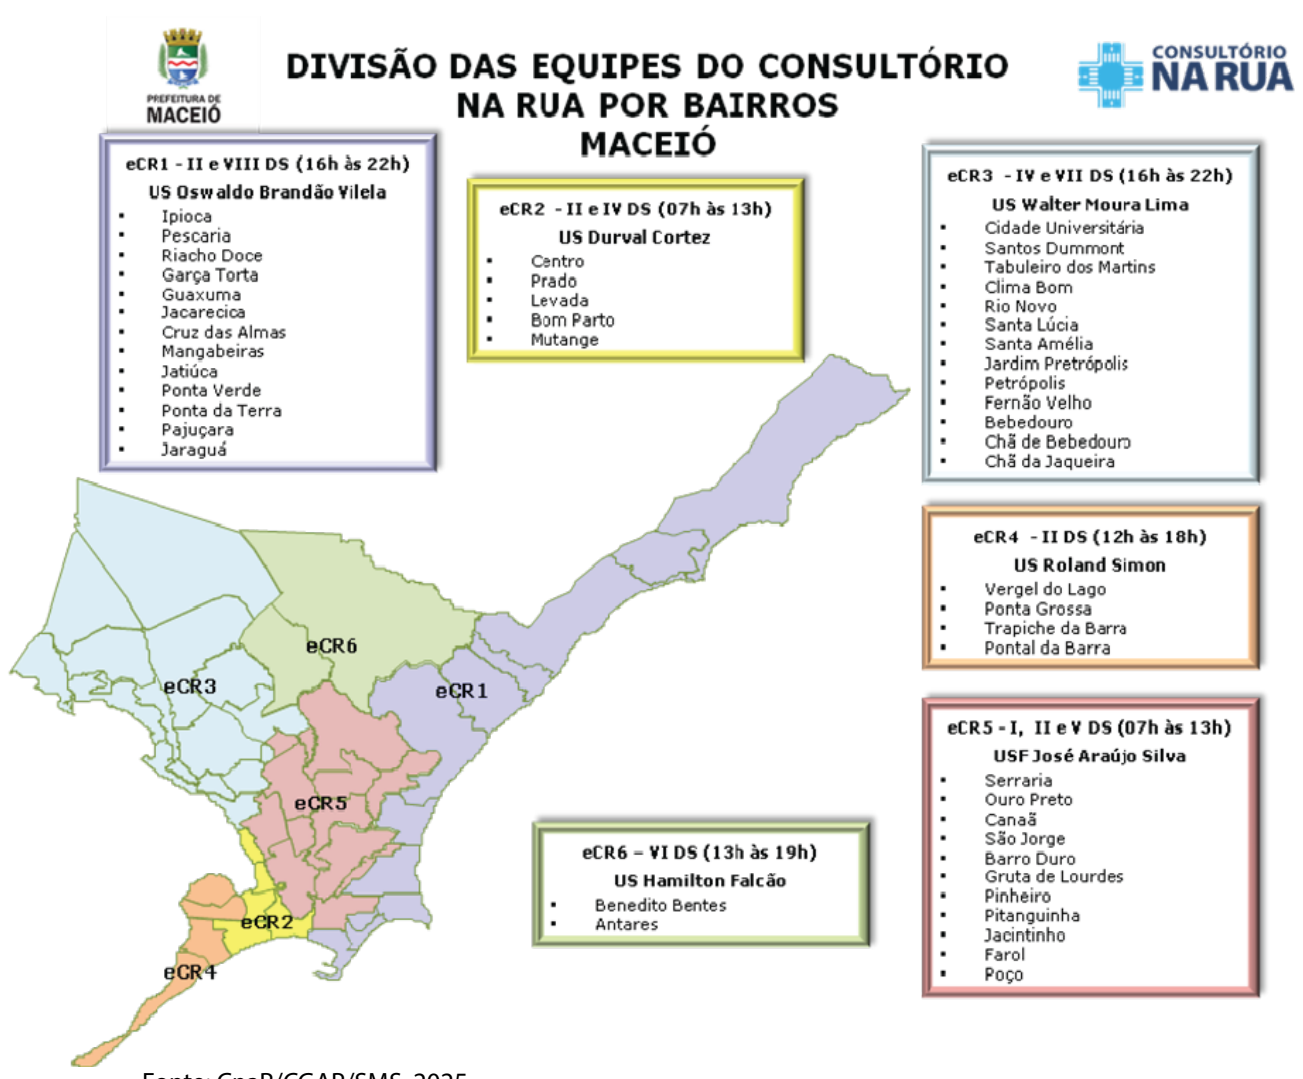 PREFEITURA DE
MACEIÓ
DIVISÃO DAS EQUIPES DO CONSULTÓRIO
NA RUA POR BAIRROS
MACEIÓ
CONSULTÓRIO
NA RUA
eCR1 - II e VIII DS (16h às 22h)
US Oswaldo Brandão Vilela
▪ Ipioca
▪ Pescaria
▪ Riacho Doce
▪ Garça Torta
▪ Guaxuma
▪ Jacarecica
▪ Cruz das Almas
▪ Mangabeiras
▪ Jatiúca
▪ Ponta Verde
▪ Ponta da Terra
▪ Pajuçara
▪ Jaraguá
eCR2 - II e IV DS (07h às 13h)
US Durval Cortez
▪ Centro
▪ Prado
▪ Levada
▪ Bom Parto
▪ Mutange
eCR3 - IV e VII DS (16h às 22h)
US Walter Moura Lima
▪ Cidade Universitária
▪ Santos Dummont
▪ Tabuleiro dos Martins
▪ Clima Bom
▪ Rio Novo
▪ Santa Lúcia
▪ Santa Amélia
▪ Jardim Pretrópolis
▪ Petrópolis
▪ Fernão Velho
▪ Bebedouro
▪ Chã de Bebedouro
▪ Chã da Jaqueira
eCR4 - II DS (12h às 18h)
US Roland Simon
▪ Vergel do Lago
▪ Ponta Grossa
▪ Trapiche da Barra
▪ Pontal da Barra
eCR5 - I, II e V DS (07h às 13h)
USF José Araújo Silva
▪ Serraria
▪ Ouro Preto
▪ Canaã
▪ São Jorge
▪ Barro Duro
▪ Gruta de Lourdes
▪ Pinheiro
▪ Pitanguinha
▪ Jacintinho
▪ Farol
▪ Poço
eCR6 – VI DS (13h às 19h)
US Hamilton Falcão
▪ Benedito Bentes
▪ Antares
eCR6
eCR3
eCR1
eCR5
eCR2
eCR4
Fonte: CnaR/CGAP/SMS, 2025